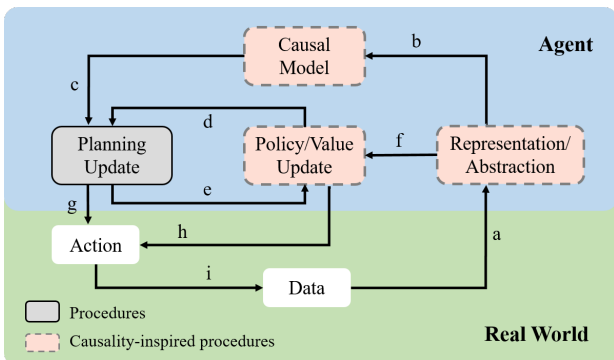 Causal
Model
b
Agent
c
d
Planning
Update
Policy/Value
Update
f
Representation/
Abstraction
e
g
h
a
Action
i
Data
Procedures
Causality-inspired procedures
Real World